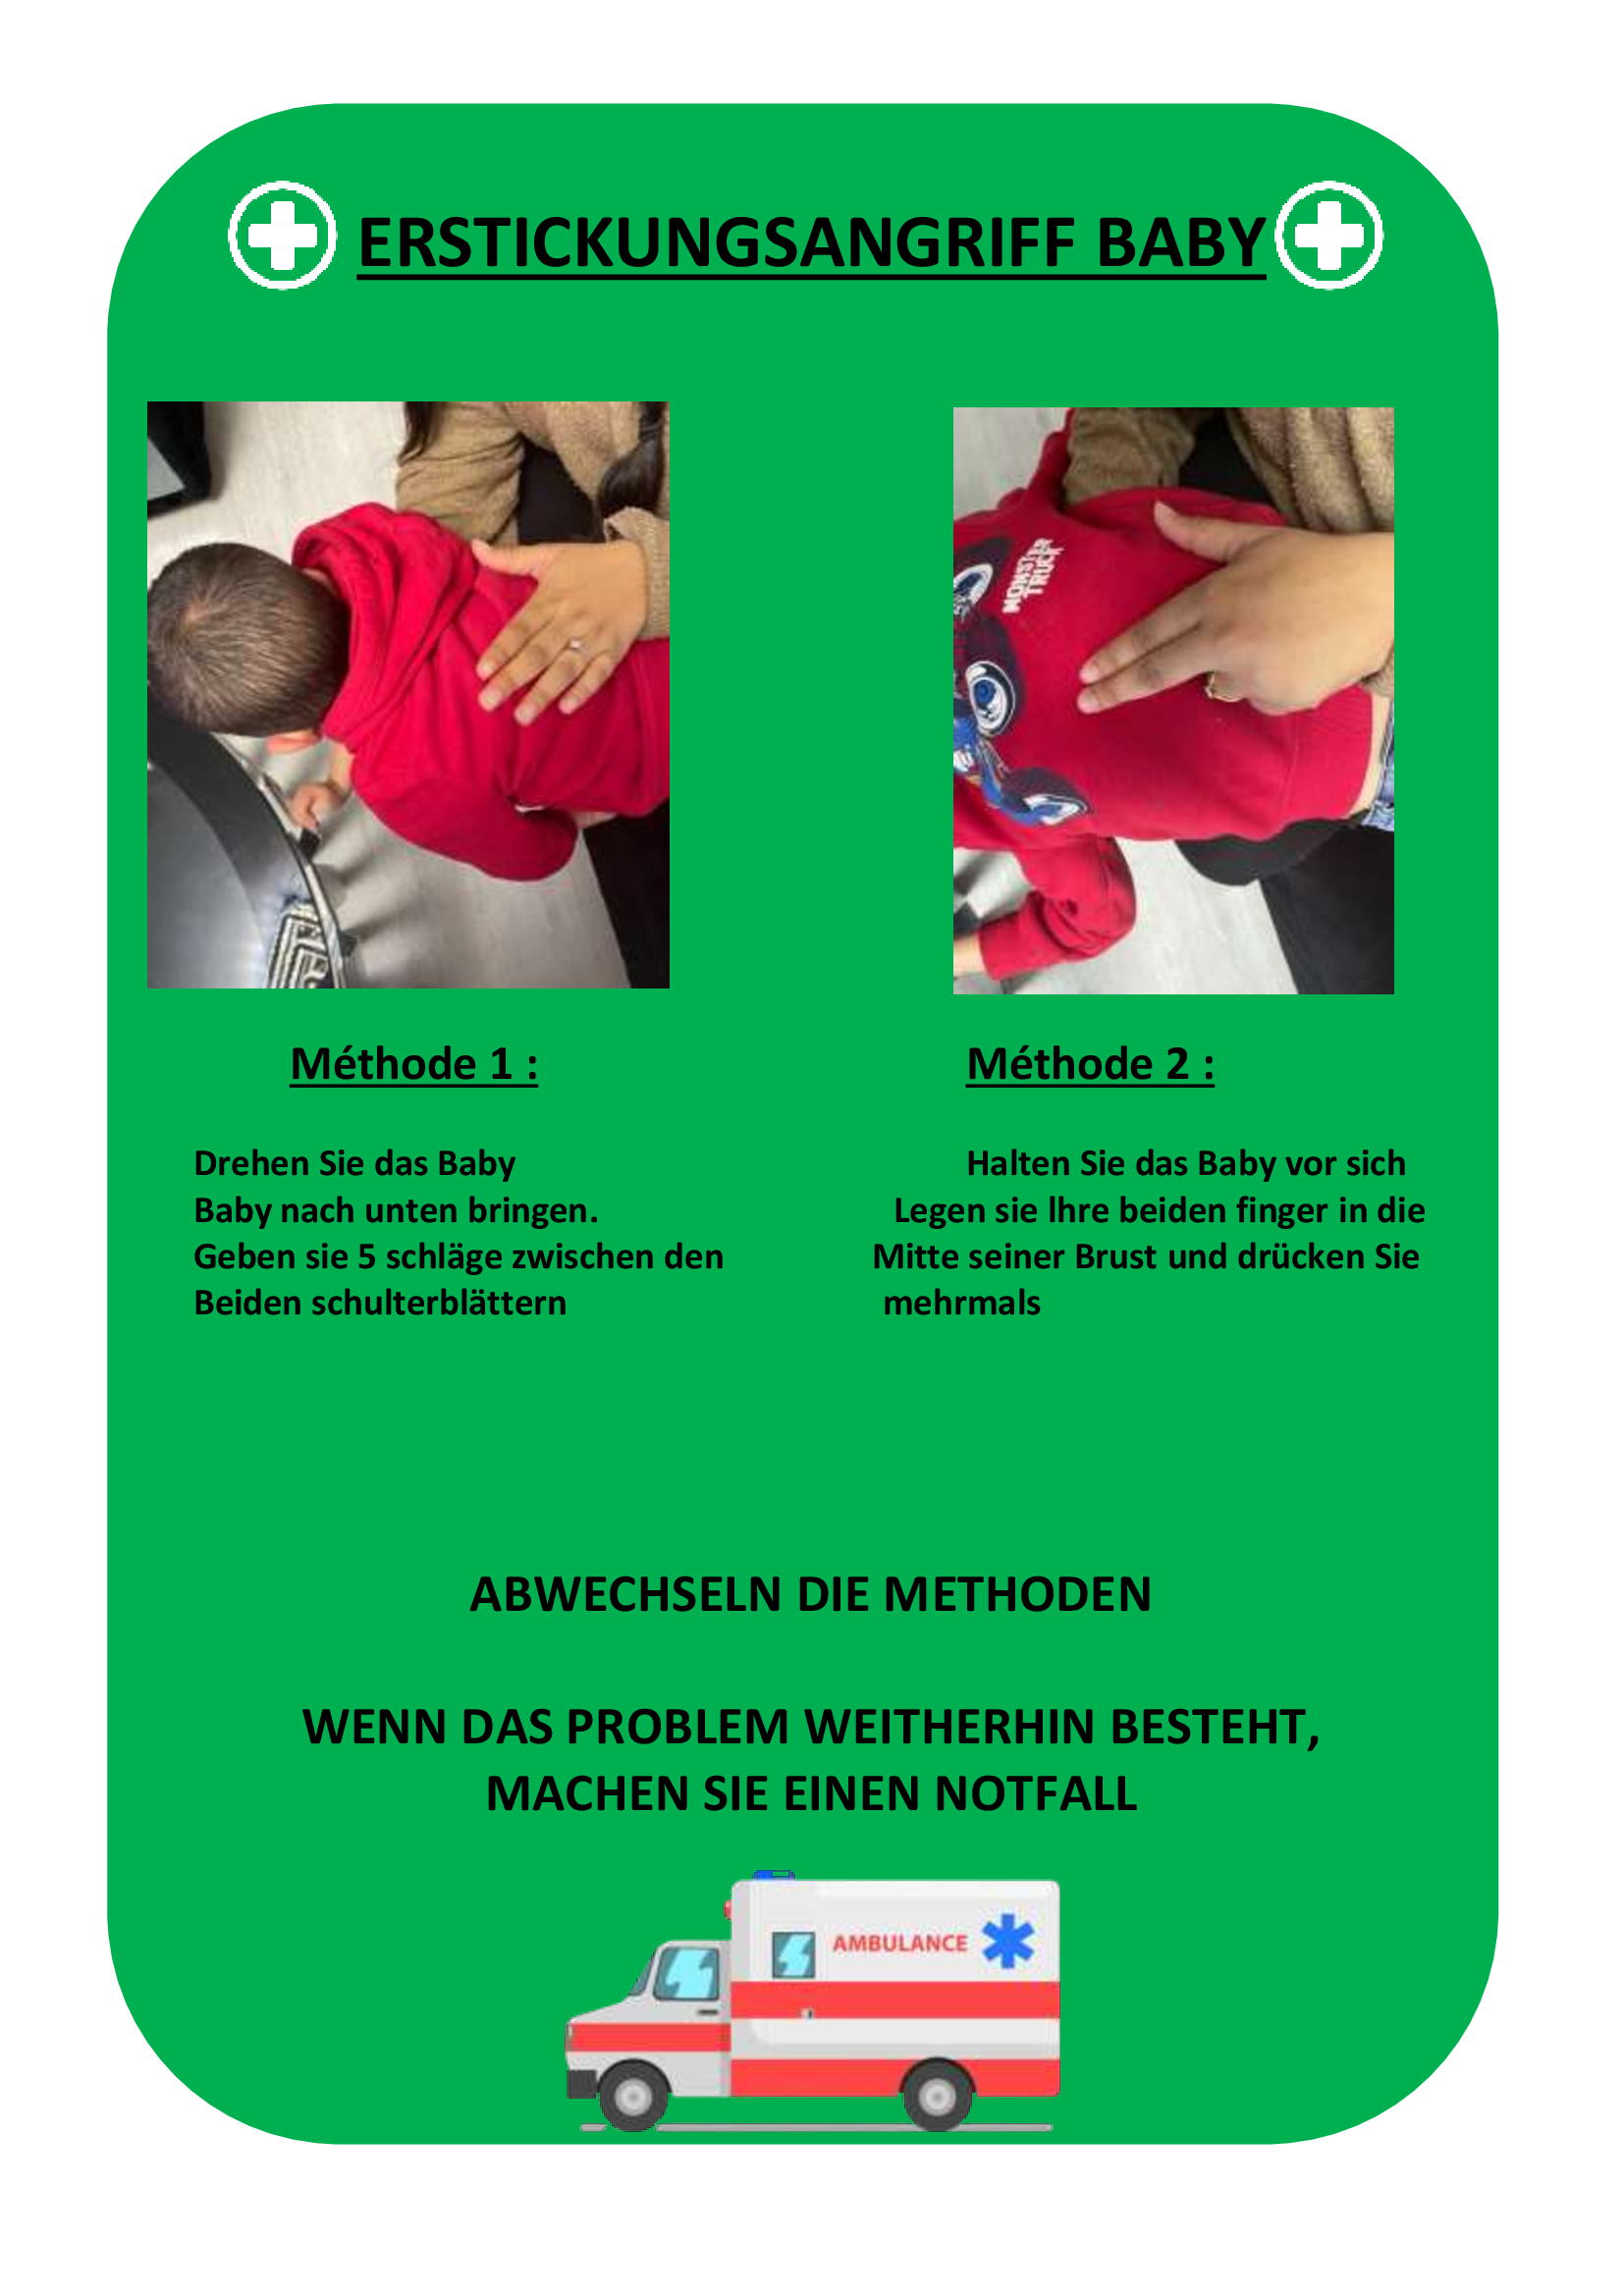 ERSTICKUNGSANGRIFF BABY
MONSTER
TRUCK
Méthode 1 :
Drehen Sie das Baby
Baby nach unten bringen.
Geben sie 5 schläge zwischen den
Beiden schulterblättern
Méthode 2 :
Halten Sie das Baby vor sich
Legen sie Ihre beiden finger in die
Mitte seiner Brust und drücken Sie
mehrmals
ABWECHSELN DIE METHODEN
WENN DAS PROBLEM WEITHERHIN BESTEHT,
MACHEN SIE EINEN NOTFALL
AMBULANCE